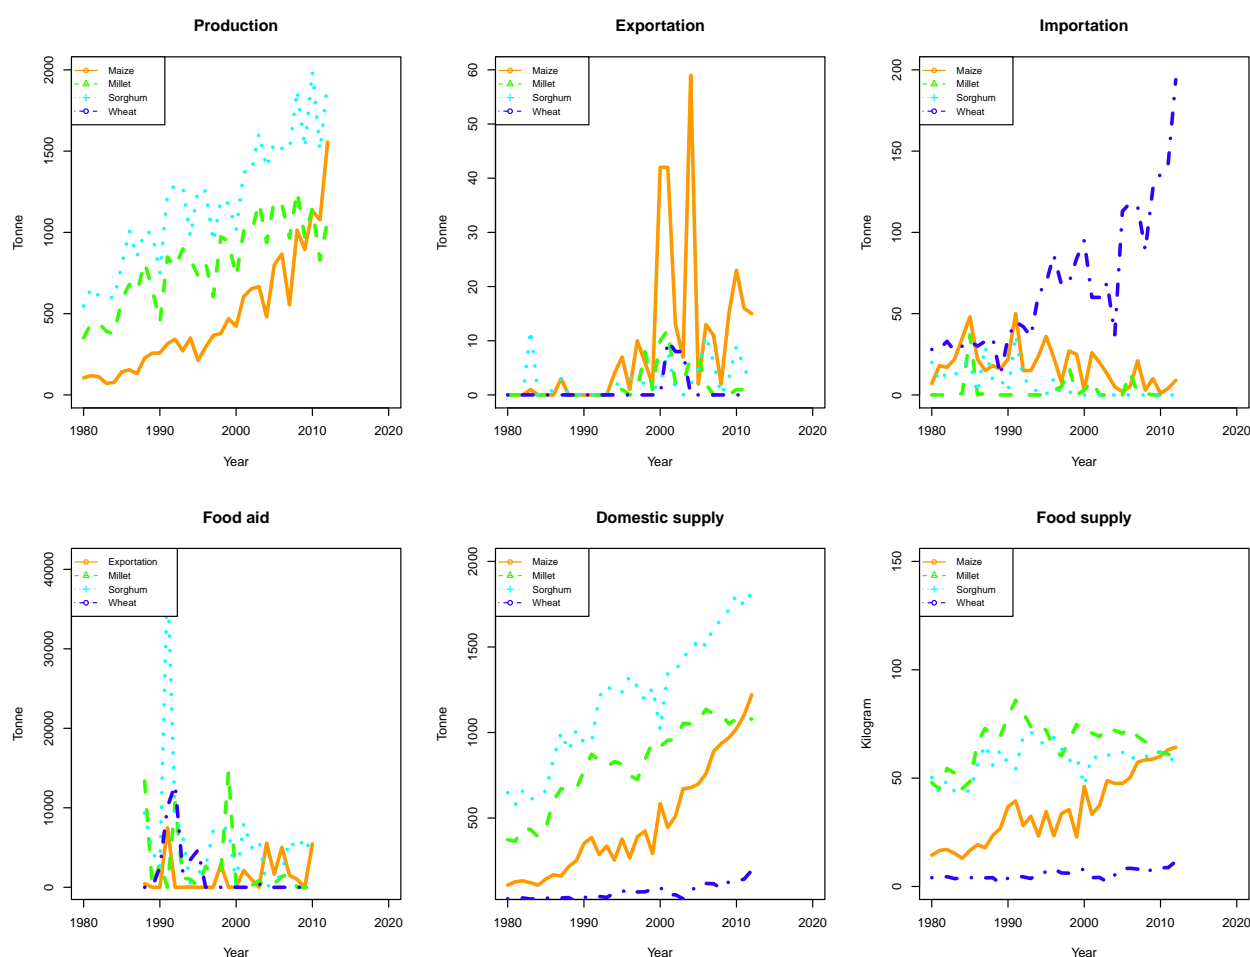 Production
Maize
Millet
Sorghum
Wheat
Tonne
0
500
1000
1500
2000
1980
1990
2000
2010
2020
Year
Exportation
Maize
Millet
Sorghum
Wheat
Tonne
0
10
20
30
40
50
60
1980
1990
2000
2010
2020
Year
Importation
Maize
Millet
Sorghum
Wheat
Tonne
0
50
100
150
200
1980
1990
2000
2010
2020
Year
Food aid
Exportation
Millet
Sorghum
Wheat
Tonne
0
10000
20000
30000
40000
1980
1990
2000
2010
2020
Year
Domestic supply
Maize
Millet
Sorghum
Wheat
Tonne
500
1000
1500
2000
1980
1990
2000
2010
2020
Year
Food supply
Maize
Millet
Sorghum
Wheat
Kilogram
0
50
100
150
1980
1990
2000
2010
2020
Year